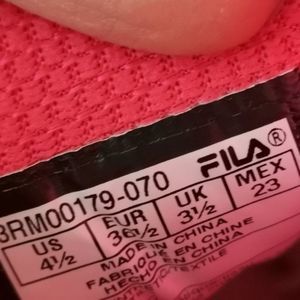 3RM00179-070 FILA®
US EUR UK MEX
4½ 36½ 3½ 23
MADE IN CHINA
FABRIQUÉ EN CHINE
HECHO EN CHINA
TEXTILE